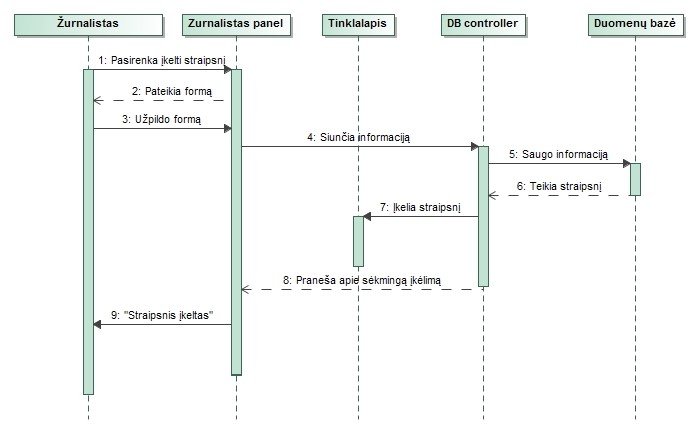 Žurnalistas
Zurnalistas panel
Tinklalapis
DB controller
Duomenų bazė
1: Pasirenka įkelti straipsnį
2: Pateikia formą
3: Užpildo formą
4: Siunčia informaciją
5: Saugo informaciją
6: Teikia straipsnį
7: Įkelia straipsnį
8: Praneša apie sėkmingą įkėlimą
9: "Straipsnis įkeltas"